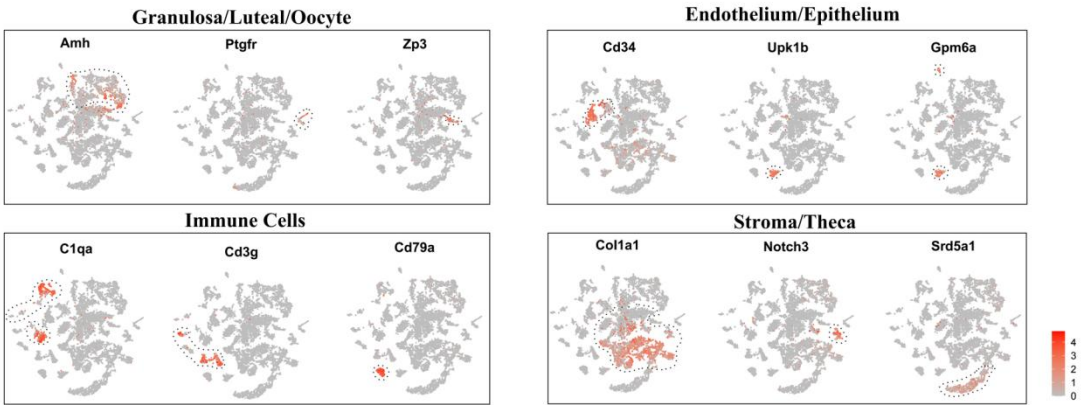 Granulosa/Luteal/Oocyte
Amh
Ptgfr
Zp3
Endothelium/Epithelium
Cd34
Upk1b
Gpm6a
Immune Cells
C1qa
Cd3g
Cd79a
Stroma/Theca
Col1a1
Notch3
Srd5a1
4
3
2
1
0